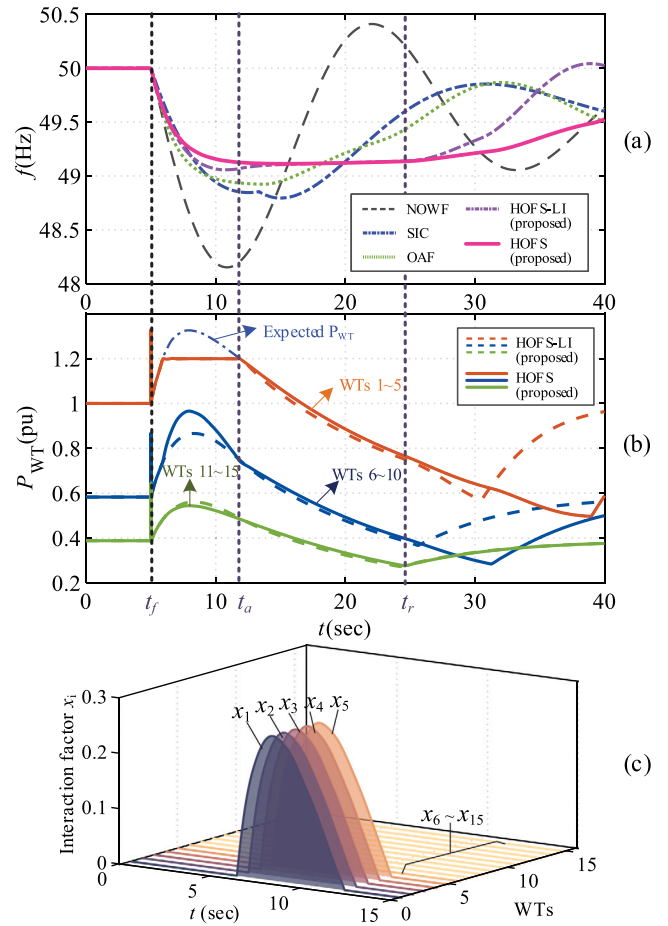 50.5
50
49.5
49
48.5
48
f(Hz)
NOWF
SIC
OAF
HOFS-LI
(proposed)
HOFS
(proposed)
(a)
0
10
20
30
40
1.2
1
0.8
0.6
0.4
0.2
P_WT(pu)
Expected P_WT
WTs 1~5
HOFS-LI
(proposed)
HOFS
(proposed)
WTs 11~15
WTs 6~10
(b)
0
10
20
30
40
t_f
t_a
t_r
t(sec)
0.3
0.2
0.1
0
Interaction factor x_i
x_1
x_2
x_3
x_4
x_5
x_6 ~ x_15
(c)
5
10
15
t (sec)
0
5
10
15
WTs